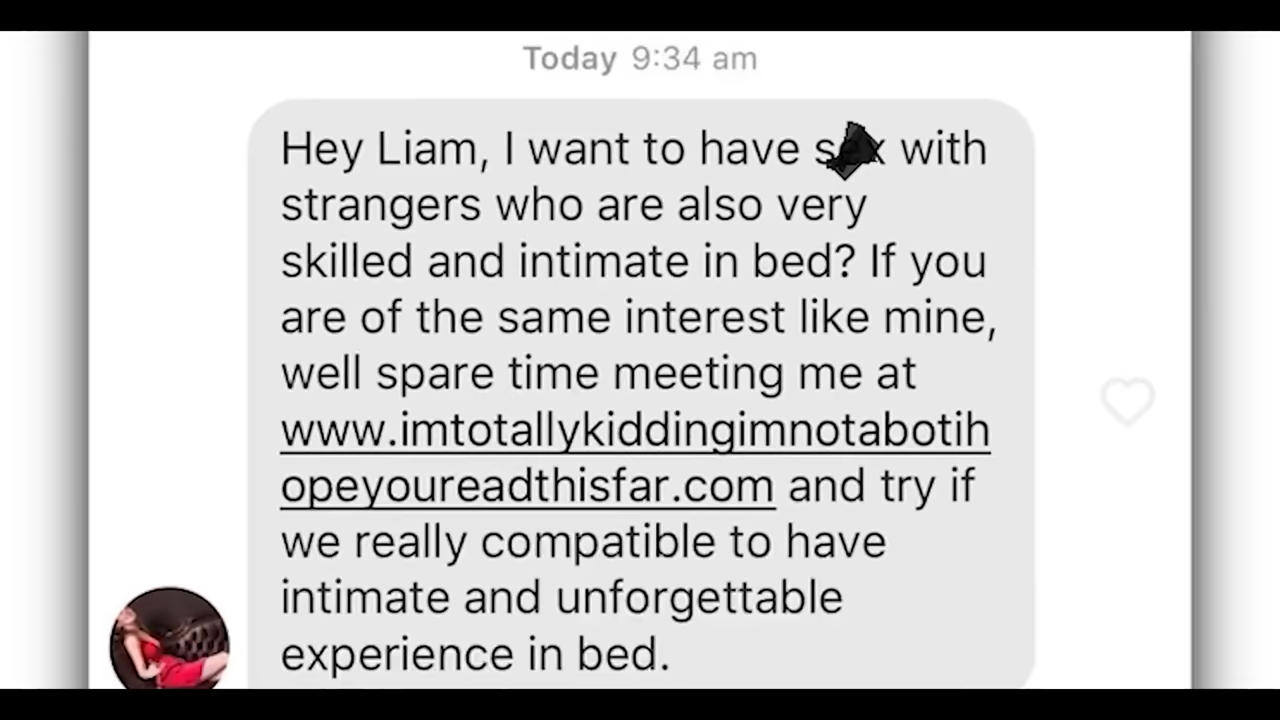 Today 9:34 am
Hey Liam, I want to have sex with
strangers who are also very
skilled and intimate in bed? If you
are of the same interest like mine,
well spare time meeting me at
www.imtotallykiddingimnotabotih
opeyoureadthisfar.com and try if
we really compatible to have
intimate and unforgettable
experience in bed.